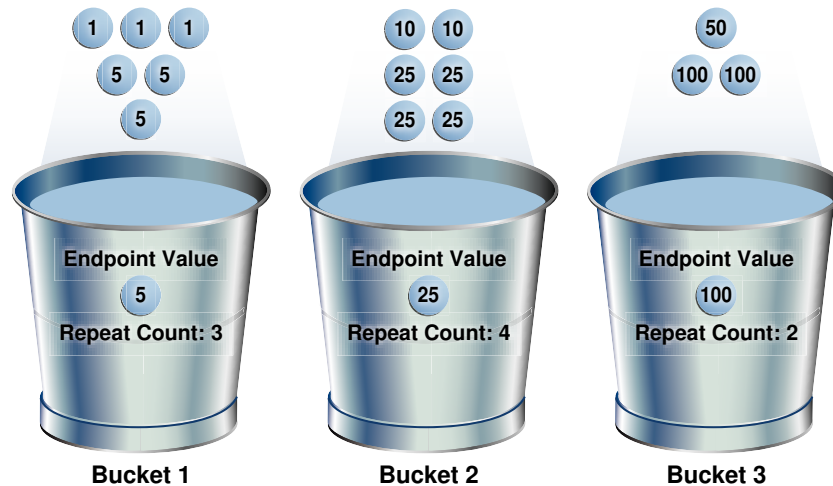 1 1 1
5 5
5
Endpoint Value
5
Repeat Count: 3
Bucket 1
10 10
25 25
25 25
Endpoint Value
25
Repeat Count: 4
Bucket 2
50
100 100
Endpoint Value
100
Repeat Count: 2
Bucket 3